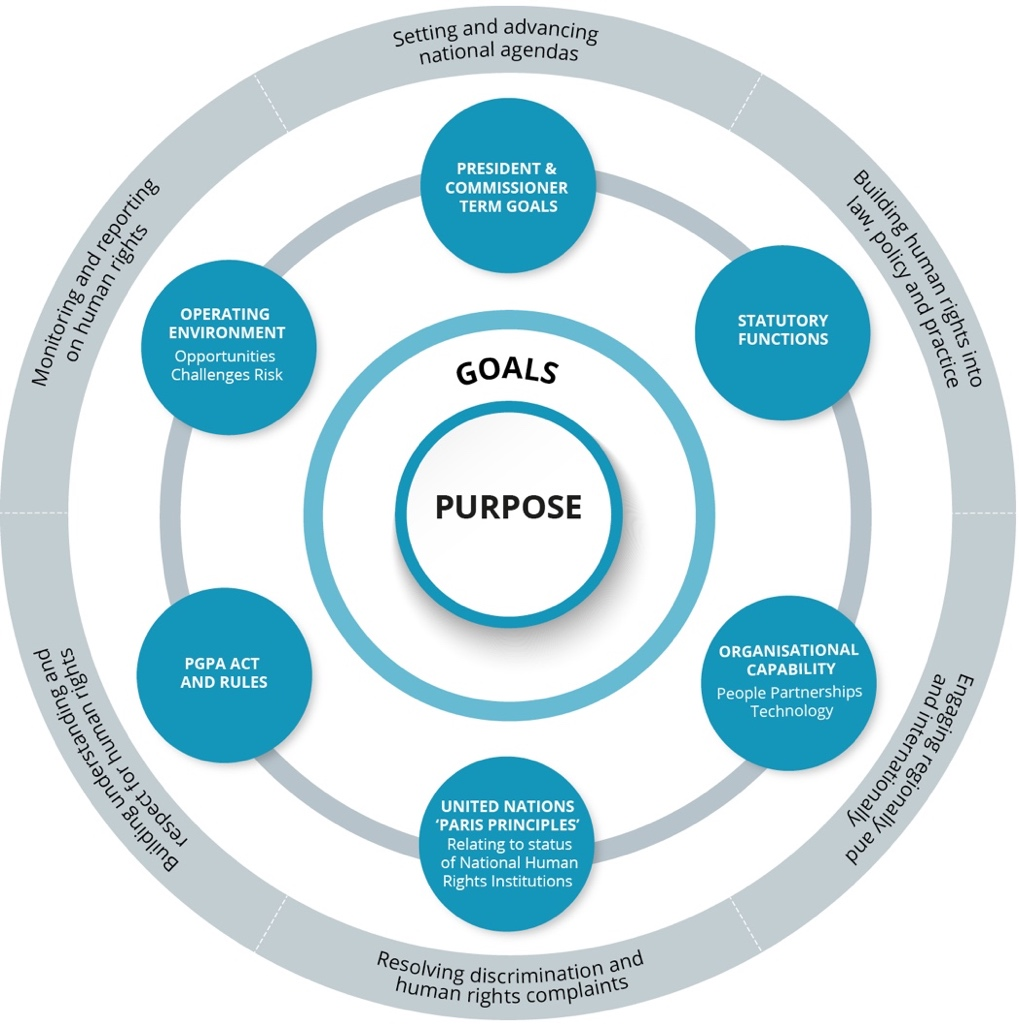 Setting and advancing
national agendas
Building human rights into
law, policy and practice
Engaging regionally and
and internationally
Resolving discrimination and
human rights complaints
Building understanding and
respect for human rights
Monitoring and reporting
on human rights
PRESIDENT &
COMMISSIONER
TERM GOALS
STATUTORY
FUNCTIONS
ORGANISATIONAL
CAPABILITY
People Partnerships
Technology
UNITED NATIONS
‘PARIS PRINCIPLES’
Relating to status
of National Human
Rights Institutions
PGPA ACT
AND RULES
OPERATING
ENVIRONMENT
Opportunities
Challenges Risk
GOALS
PURPOSE